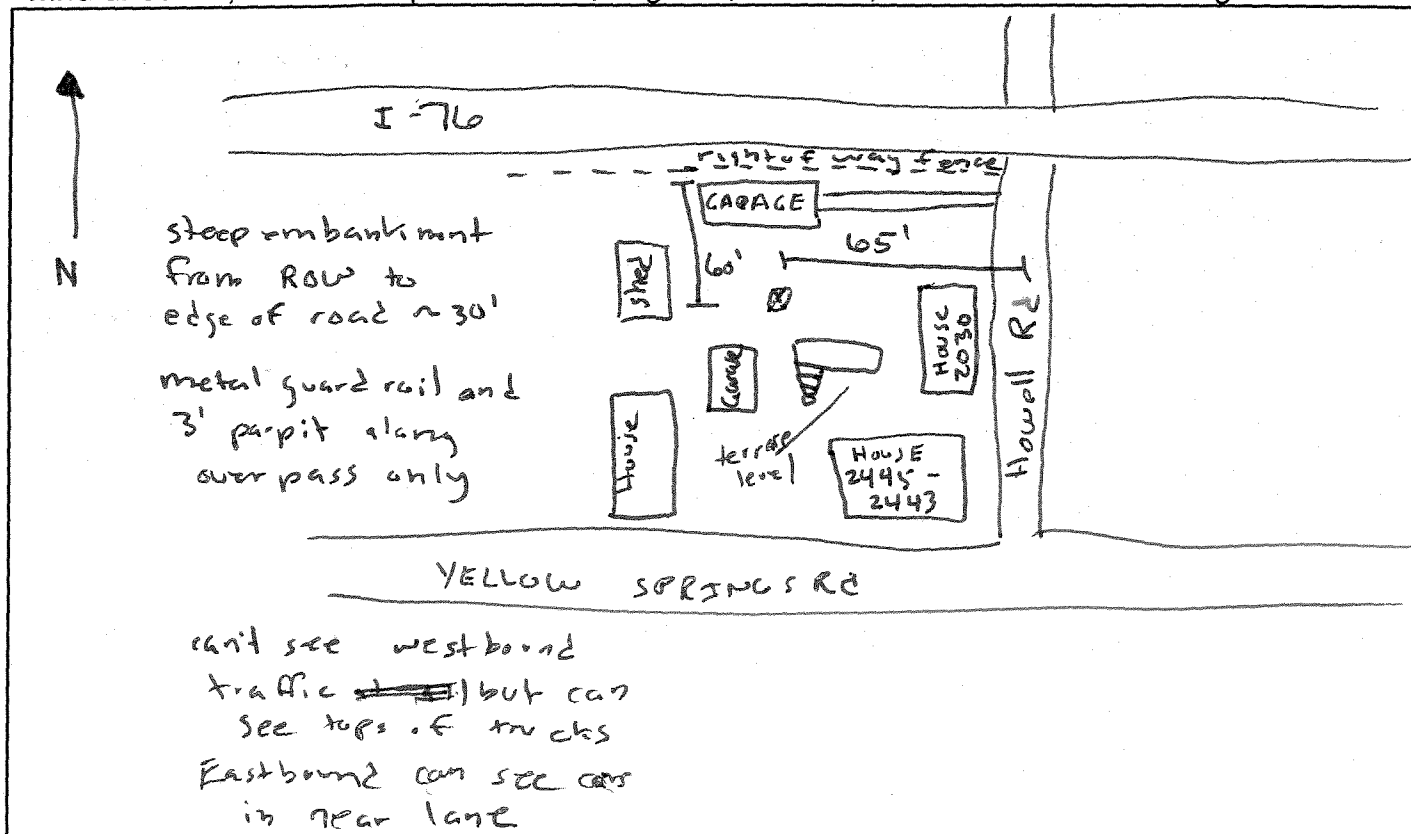 I-76
right of way fence
GARAGE
65'
60'
shed
N
steep embankment
from ROW to
edge of road ~ 30'
House
2030
Howell Rd
metal guard rail and
3' parpit along
overpass only
Garage
House
terrase
level
HOUSE
2445 -
2443
YELLOW SPRINGS Rd
can't see westbound
traffic but can
see tops of trucks
Eastbound can see cars
in near lane